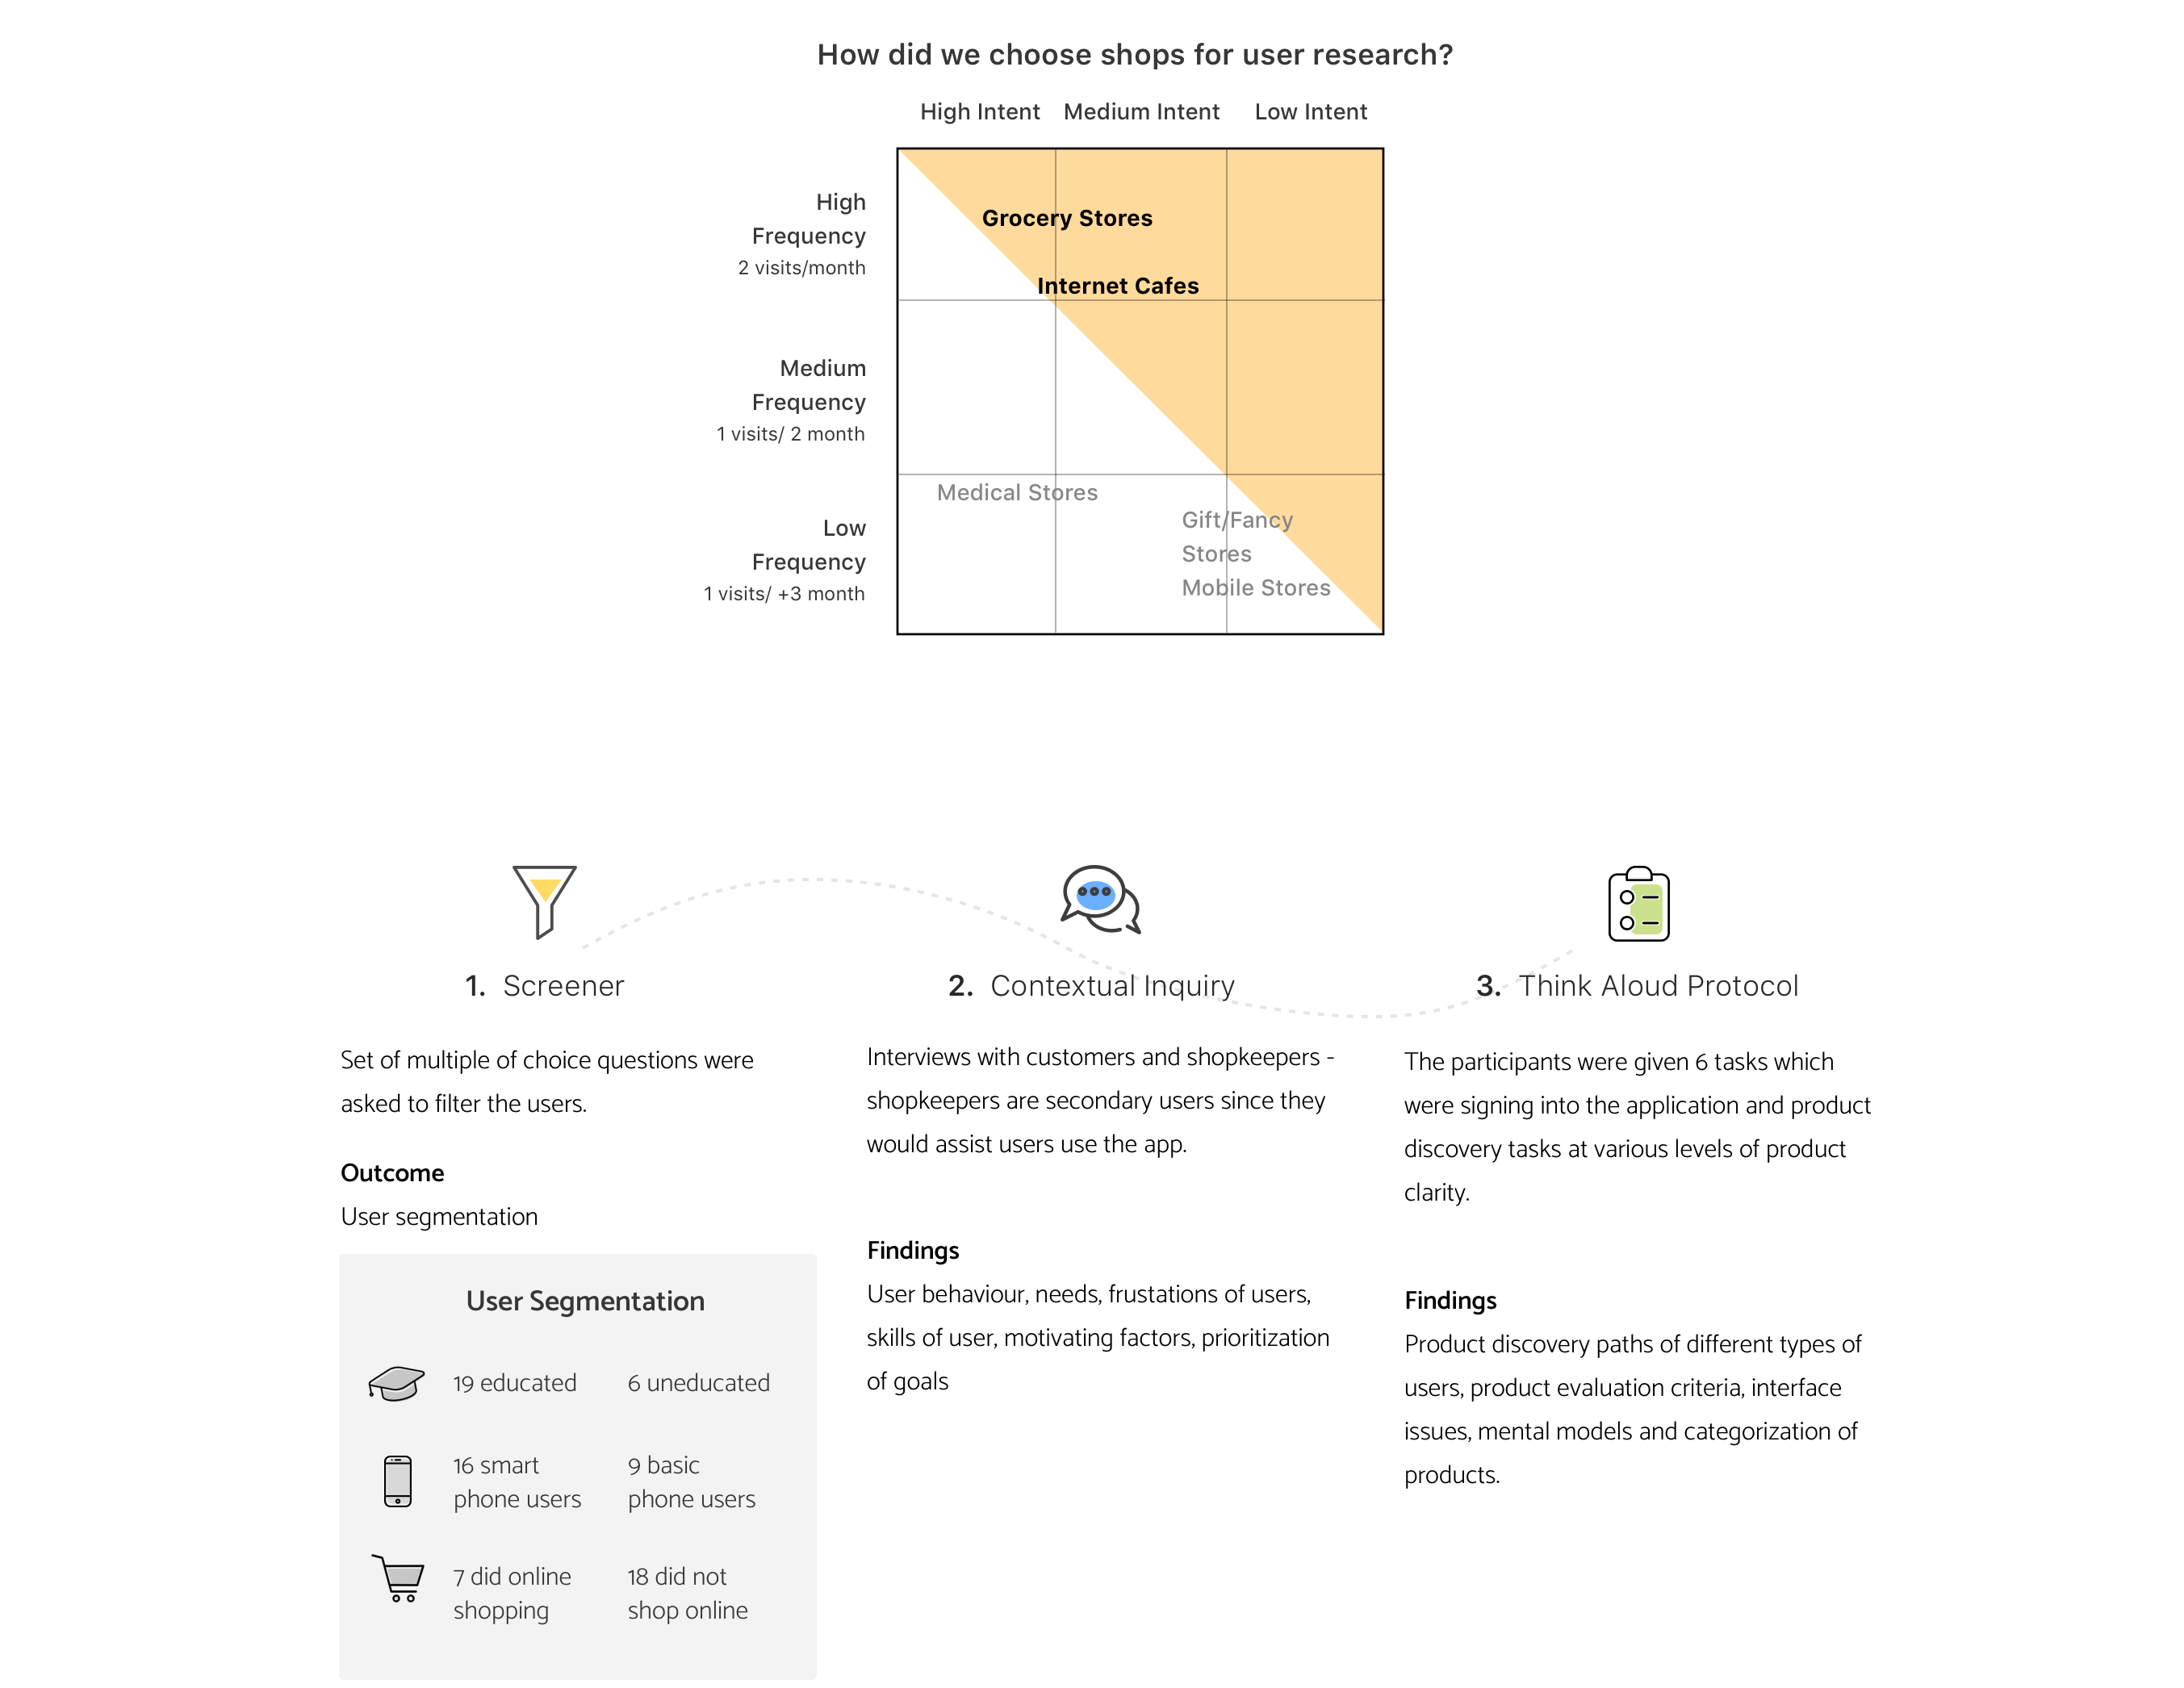 How did we choose shops for user research?
High Intent Medium Intent Low Intent
High
Frequency
2 visits/month
Grocery Stores
Internet Cafes
Medium
Frequency
1 visits/ 2 month
Low
Frequency
1 visits/ +3 month
Medical Stores
Gift/Fancy
Stores
Mobile Stores
1. Screener
Set of multiple of choice questions were
asked to filter the users.
Outcome
User segmentation
User Segmentation
19 educated 6 uneducated
16 smart
phone users
9 basic
phone users
7 did online
shopping
18 did not
shop online
2. Contextual Inquiry
Interviews with customers and shopkeepers -
shopkeepers are secondary users since they
would assist users use the app.
Findings
User behaviour, needs, frustations of users,
skills of user, motivating factors, prioritization
of goals
3. Think Aloud Protocol
The participants were given 6 tasks which
were signing into the application and product
discovery tasks at various levels of product
clarity.
Findings
Product discovery paths of different types of
users, product evaluation criteria, interface
issues, mental models and categorization of
products.